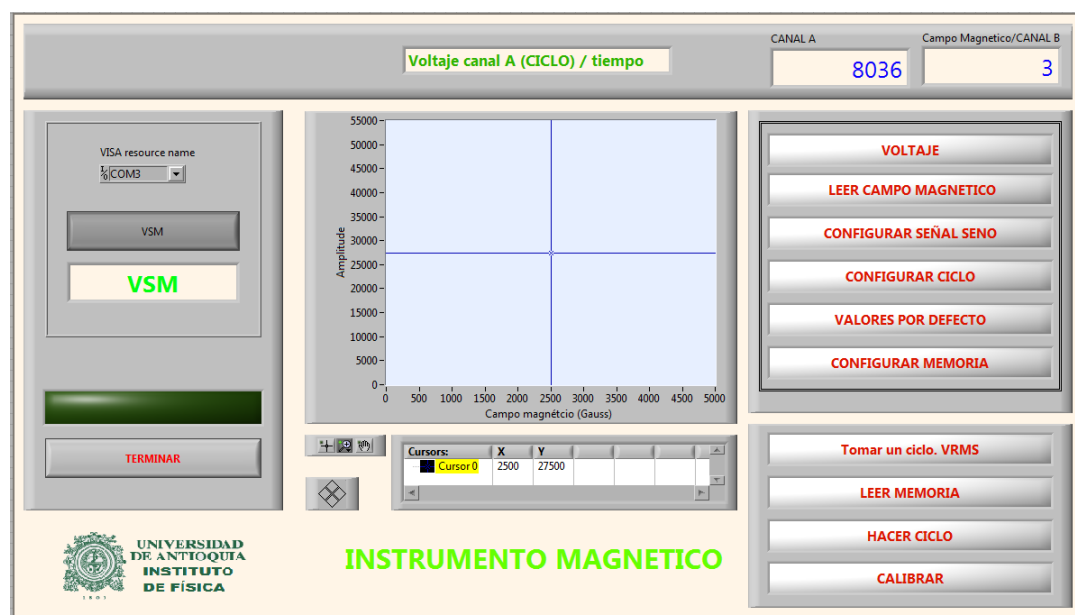 CANAL A
Campo Magnetico/CANAL B
Voltaje canal A (CICLO) / tiempo
8036
3
VISA resource name
I/O COM3
VSM
VSM
TERMINAR
55000
50000
45000
40000
35000
30000
25000
20000
15000
10000
5000
0
Amplitude
0 500 1000 1500 2000 2500 3000 3500 4000 4500 5000
Campo magnétcio (Gauss)
Cursors: X Y
Cursor 0 2500 27500
VOLTAJE
LEER CAMPO MAGNETICO
CONFIGURAR SEÑAL SENO
CONFIGURAR CICLO
VALORES POR DEFECTO
CONFIGURAR MEMORIA
Tomar un ciclo. VRMS
LEER MEMORIA
HACER CICLO
CALIBRAR
UNIVERSIDAD
DE ANTIOQUIA
INSTITUTO
DE FÍSICA
1803
INSTRUMENTO MAGNETICO